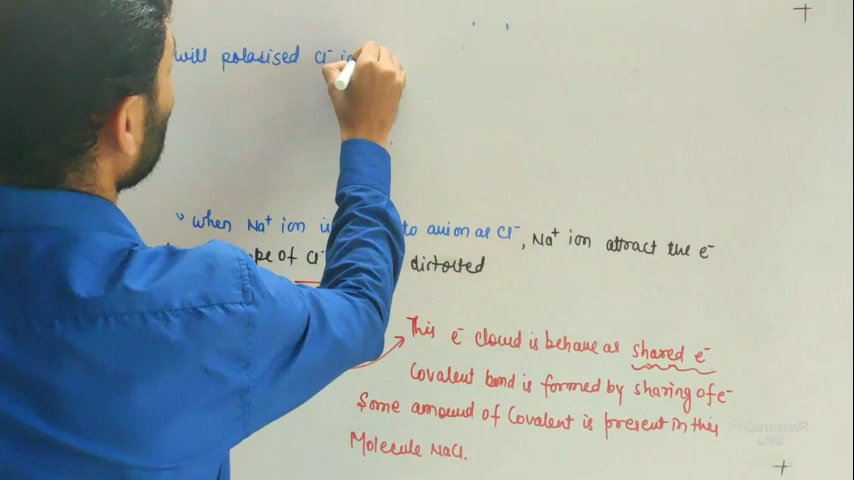 will polarised Cl⁻
when Na⁺ ion to anion as Cl⁻, Na⁺ ion attract the e⁻
of Cl⁻ distorted
This e⁻ cloud is behave as shared e⁻
Covalent bond is formed by sharing of e⁻
Some amount of Covalent is present in this
Molecule NaCl.